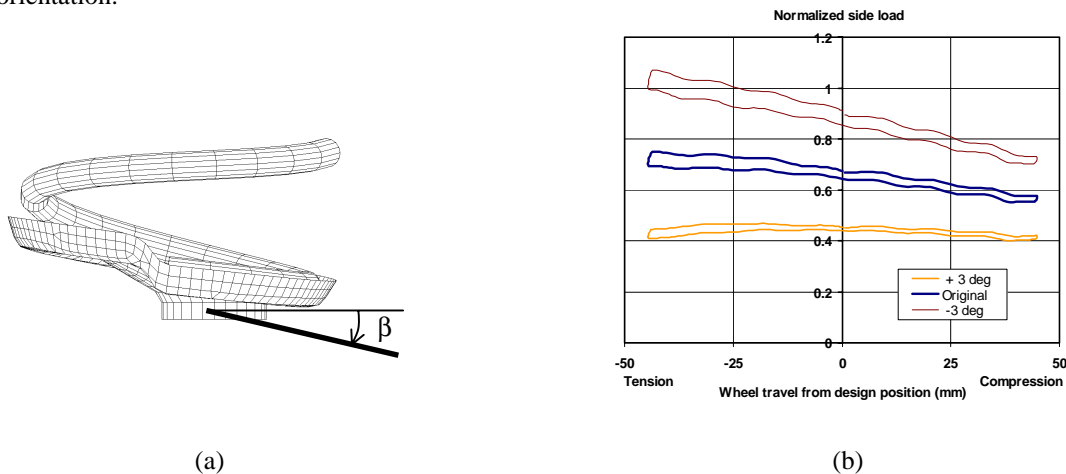 orientation.
Normalized side load
1.2
1
0.8
0.6
0.4
0.2
0
-50 -25 0 25 50
Tension Wheel travel from design position (mm) Compression
+ 3 deg
Original
-3 deg
β
(a) (b)